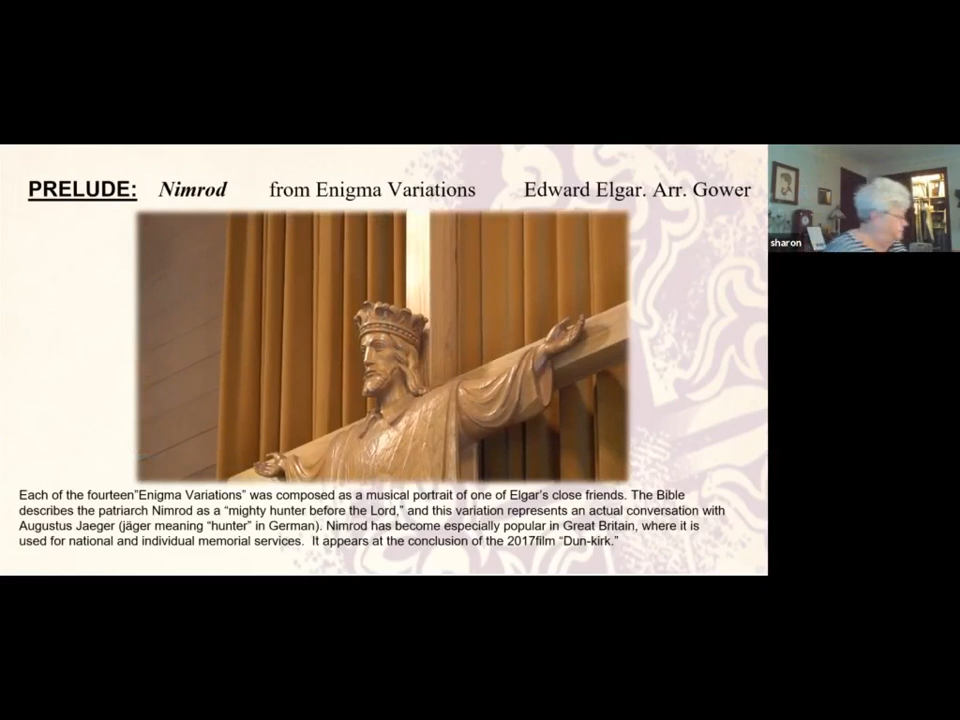 PRELUDE: Nimrod from Enigma Variations Edward Elgar. Arr. Gower
sharon
Each of the fourteen”Enigma Variations” was composed as a musical portrait of one of Elgar’s close friends. The Bible
describes the patriarch Nimrod as a “mighty hunter before the Lord,” and this variation represents an actual conversation with
Augustus Jaeger (jäger meaning “hunter” in German). Nimrod has become especially popular in Great Britain, where it is
used for national and individual memorial services. It appears at the conclusion of the 2017film “Dun-kirk.”